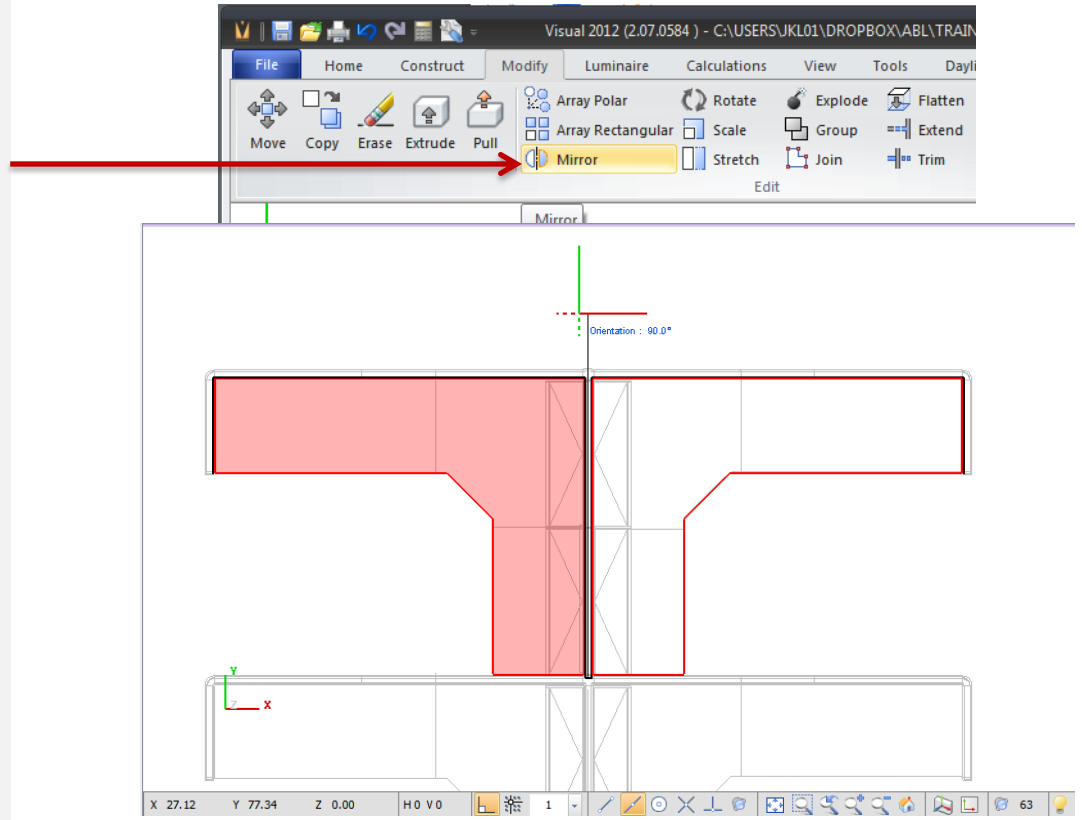 Visual 2012 (2.07.0584 ) - C:\USERS\JKL01\DROPBOX\ABL\TRAIN
File Home Construct Modify Luminaire Calculations View Tools Dayli
Array Polar Rotate Explode Flatten
Move Copy Erase Extrude Pull Array Rectangular Scale Group Extend
Mirror Stretch Join Trim
Edit
Mirror
Orientation : 90.0°
Y
Z X
X 27.12 Y 77.34 Z 0.00 H 0 V 0 1 63